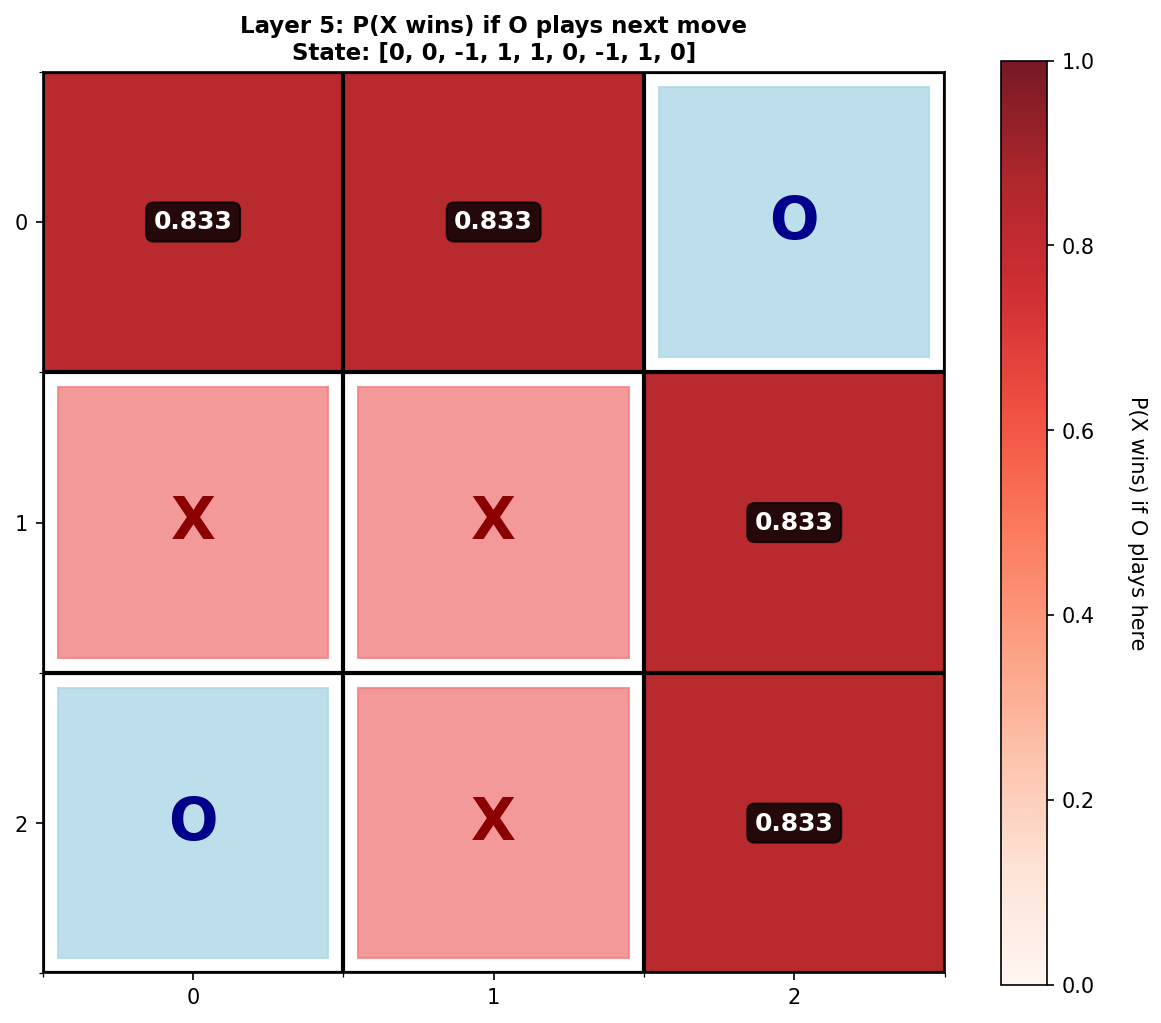 Layer 5: P(X wins) if O plays next move
State: [0, 0, -1, 1, 1, 0, -1, 1, 0]
0
0.833
0.833
O
1
X
X
0.833
2
O
X
0.833
0
1
2
1.0
0.8
0.6
0.4
0.2
0.0
P(X wins) if O plays here